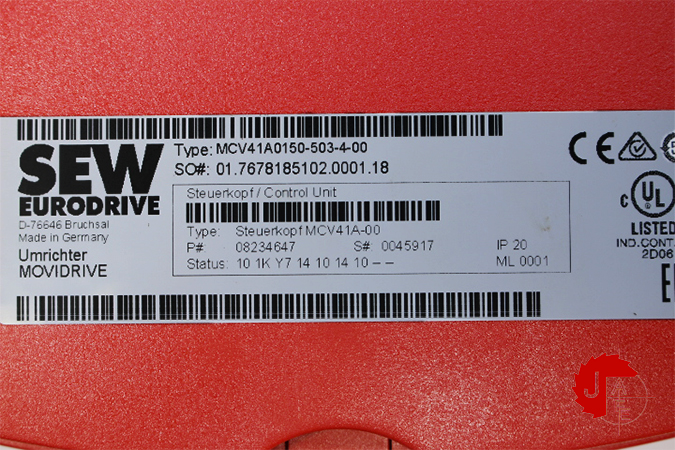 SEW
EURODRIVE
D-76646 Bruchsal
Made in Germany
Umrichter
MOVIDRIVE
Type: MCV41A0150-503-4-00
SO#: 01.7678185102.0001.18
Steuerkopf / Control Unit
Type: Steuerkopf MCV41A-00
P#: 08234647 S#: 0045917 IP 20
Status: 10 1K Y7 14 10 14 10 -- ML 0001
CE
c UL
LISTED
IND.CONT.
2D06